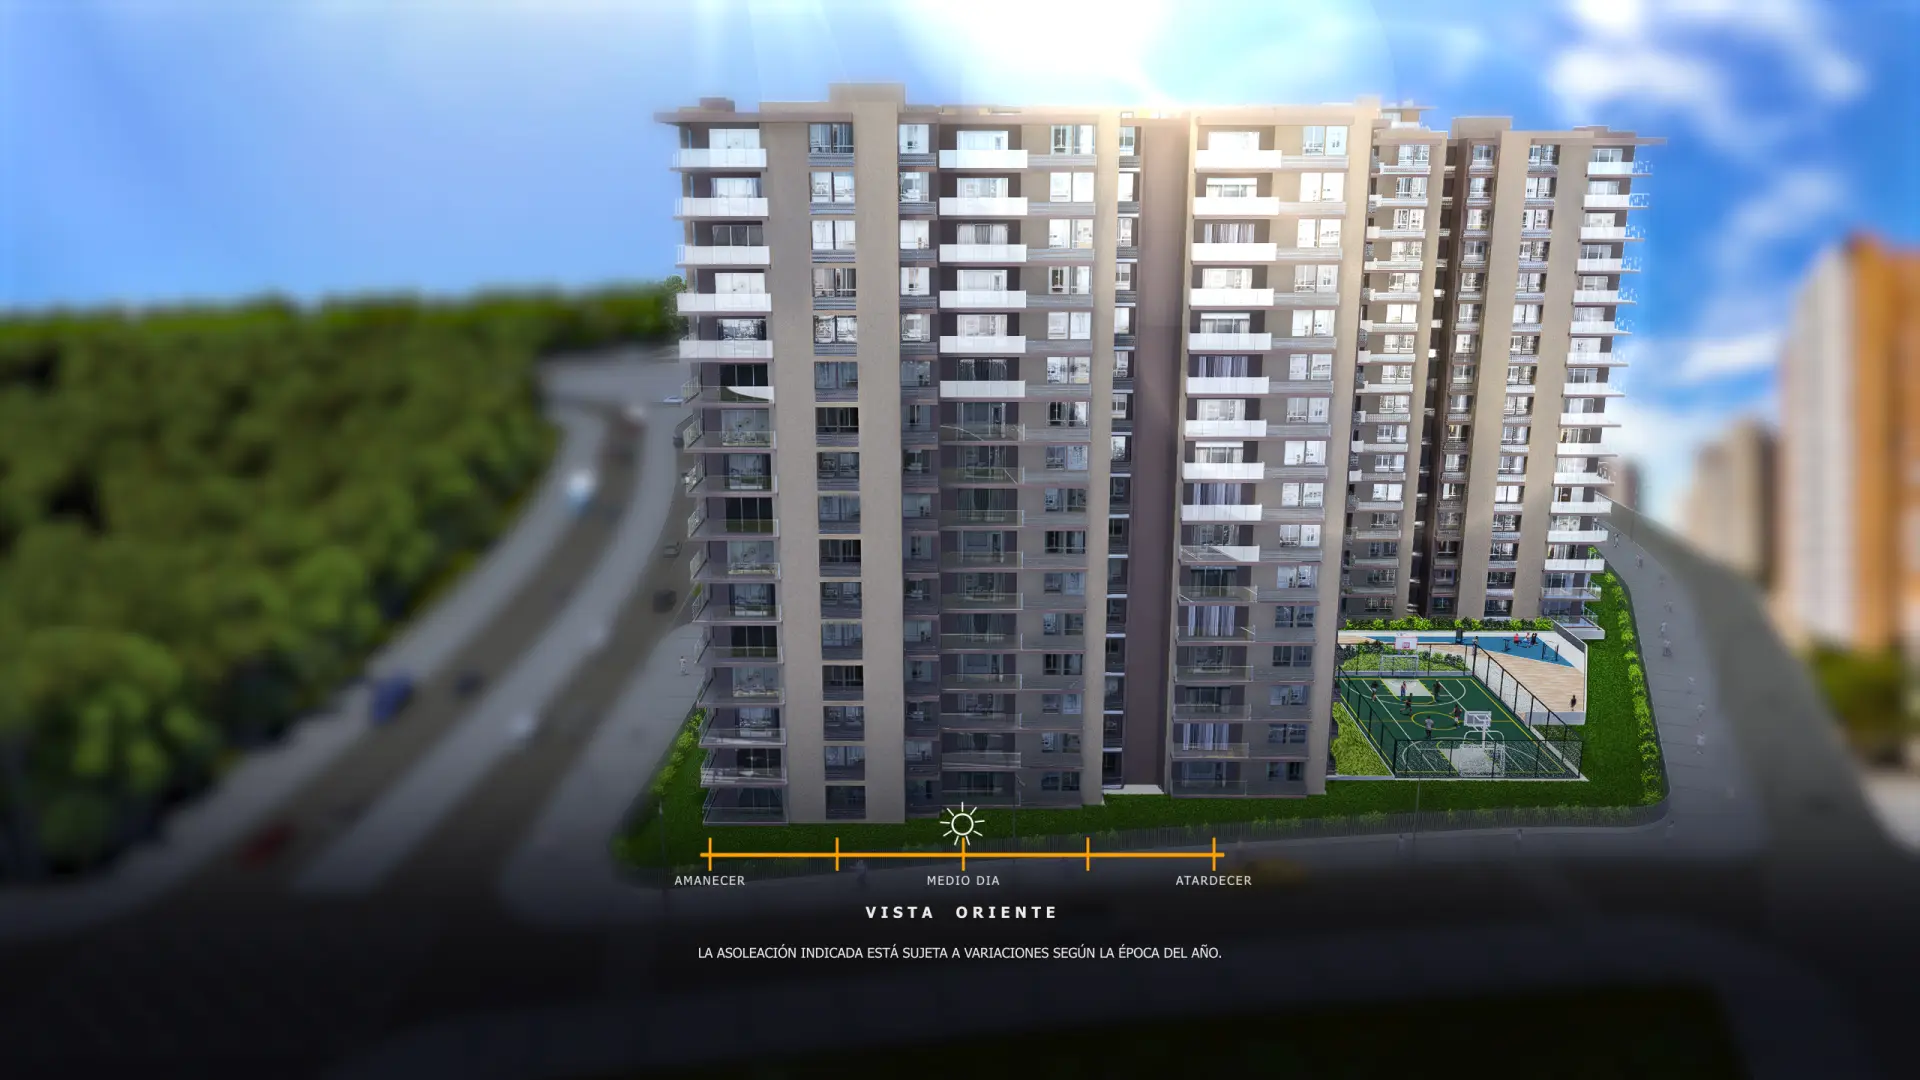 AMANECER MEDIO DIA ATARDECER
VISTA ORIENTE
LA ASOLEACIÓN INDICADA ESTÁ SUJETA A VARIACIONES SEGÚN LA ÉPOCA DEL AÑO.